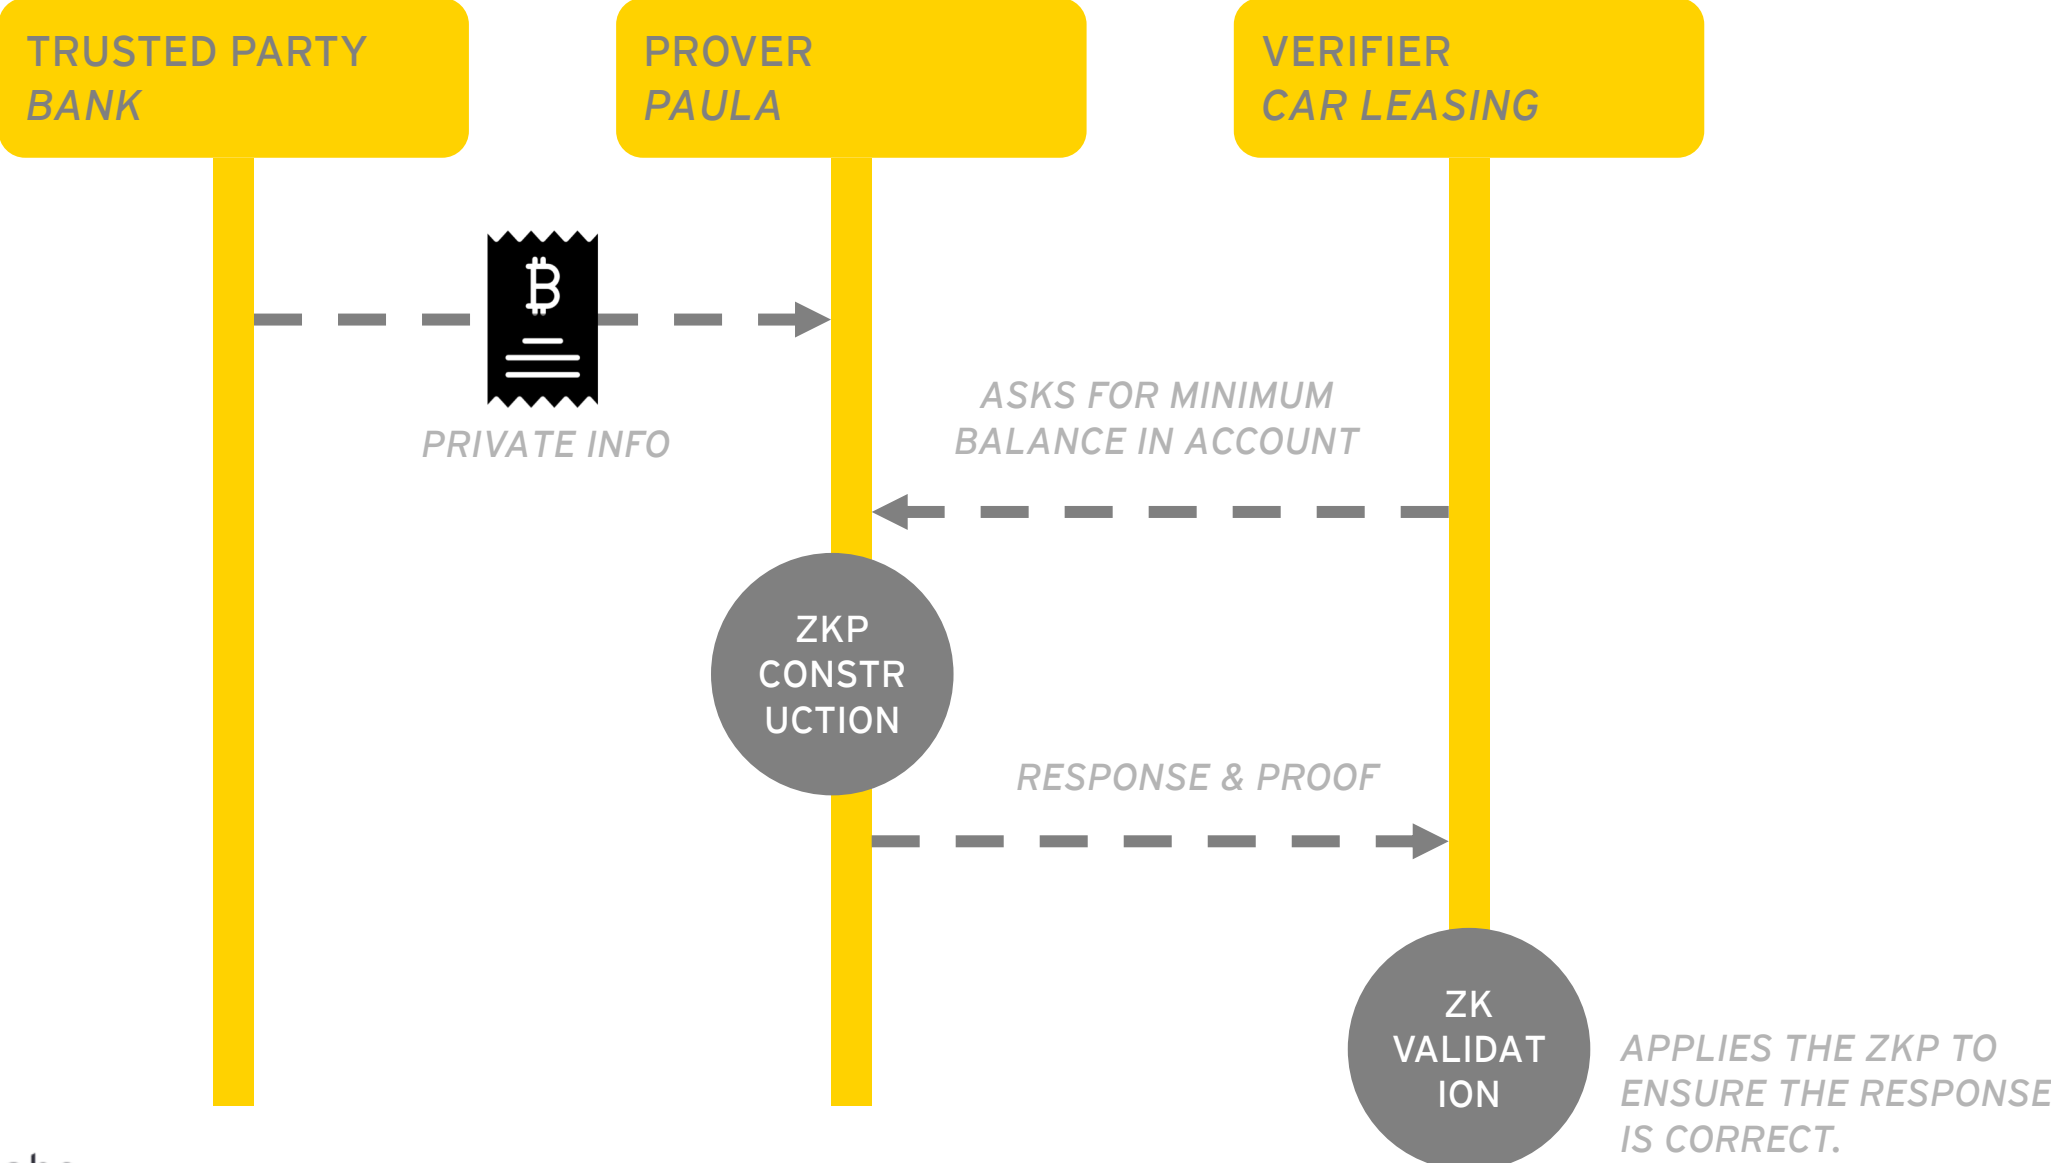 TRUSTED PARTY
BANK
PROVER
PAULA
VERIFIER
CAR LEASING
PRIVATE INFO
ASKS FOR MINIMUM
BALANCE IN ACCOUNT
ZKP
CONSTR
UCTION
RESPONSE & PROOF
ZK
VALIDAT
ION
APPLIES THE ZKP TO
ENSURE THE RESPONSE
IS CORRECT.